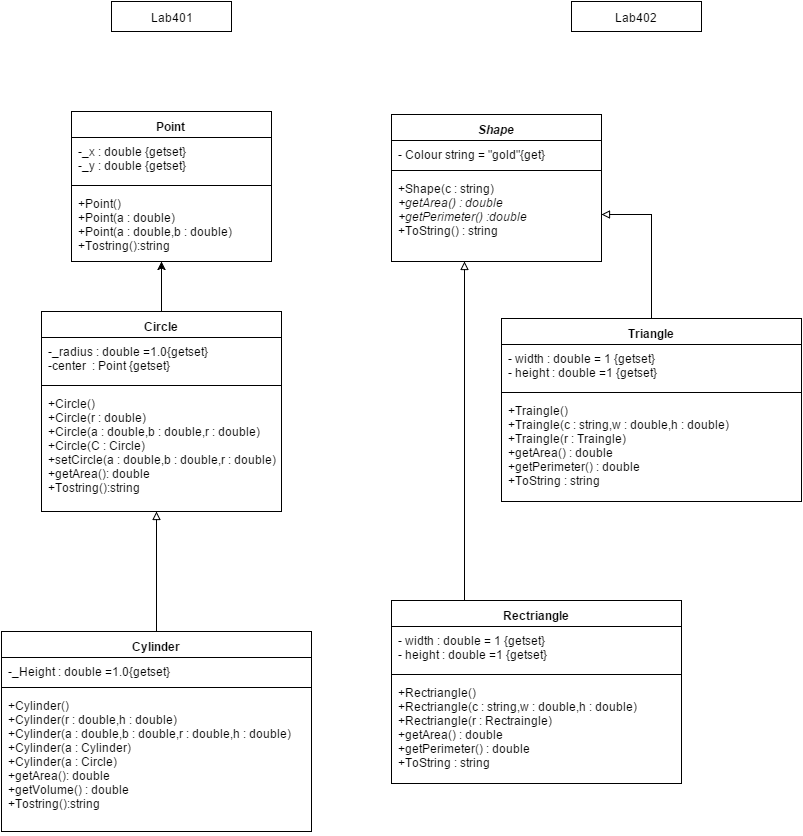 Lab401
Lab402
Point
-_x : double {getset}
-_y : double {getset}
+Point()
+Point(a : double)
+Point(a : double,b : double)
+Tostring():string
Circle
-_radius : double =1.0{getset}
-center : Point {getset}
+Circle()
+Circle(r : double)
+Circle(a : double,b : double,r : double)
+Circle(C : Circle)
+setCircle(a : double,b : double,r : double)
+getArea(): double
+Tostring():string
Cylinder
-_Height : double =1.0{getset}
+Cylinder()
+Cylinder(r : double,h : double)
+Cylinder(a : double,b : double,r : double,h : double)
+Cylinder(a : Cylinder)
+Cylinder(a : Circle)
+getArea(): double
+getVolume() : double
+Tostring():string
Shape
- Colour string = "gold"{get}
+Shape(c : string)
+getArea() : double
+getPerimeter() :double
+ToString() : string
Triangle
- width : double = 1 {getset}
- height : double =1 {getset}
+Traingle()
+Traingle(c : string,w : double,h : double)
+Traingle(r : Traingle)
+getArea() : double
+getPerimeter() : double
+ToString : string
Rectriangle
- width : double = 1 {getset}
- height : double =1 {getset}
+Rectriangle()
+Rectriangle(c : string,w : double,h : double)
+Rectriangle(r : Rectraingle)
+getArea() : double
+getPerimeter() : double
+ToString : string